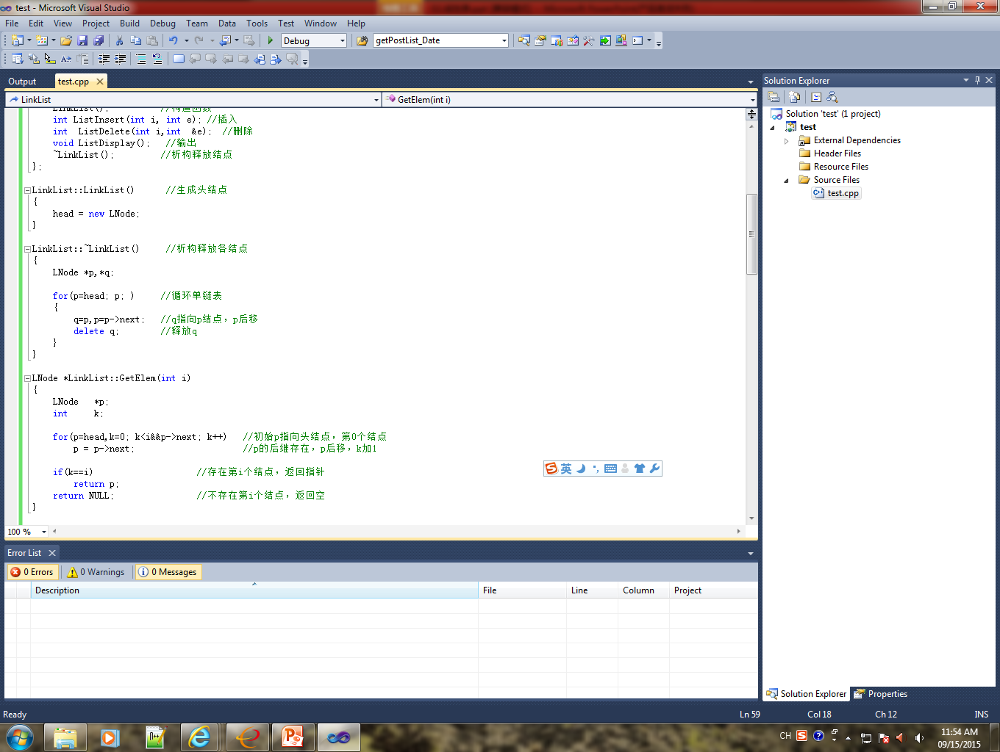 test - Microsoft Visual Studio
File Edit View Project Build Debug Team Data Tools Test Window Help
Debug getPostList_Date
Output test.cpp
Solution Explorer
LinkList GetElem(int i)
LinkList(); //构造函数
int ListInsert(int i, int e); //插入
int  ListDelete(int i,int  &e);  //删除
void ListDisplay();   //输出
~LinkList();         //析构释放结点
};
LinkList::LinkList()      //生成头结点
{
head = new LNode;
}
LinkList::~LinkList()     //析构释放各结点
{
LNode *p,*q;
for(p=head; p; )     //循环单链表
{
q=p,p=p->next;   //q指向p结点，p后移
delete q;        //释放q
}
}
LNode *LinkList::GetElem(int i)
{
LNode   *p;
int     k;
for(p=head,k=0; k<i&&p->next; k++)   //初始p指向头结点，第0个结点
p = p->next;                     //p的后继存在，p后移，k加1
if(k==i)                    //存在第i个结点，返回指针
return p;
return NULL;                //不存在第i个结点，返回空
}
英
100 %
Solution 'test' (1 project)
test
External Dependencies
Header Files
Resource Files
Source Files
test.cpp
Error List
0 Errors 0 Warnings 0 Messages
Description File Line Column Project
Solution Explorer Properties
Ready Ln 59 Col 18 Ch 12 INS
CH
11:54 AM
09/15/2015